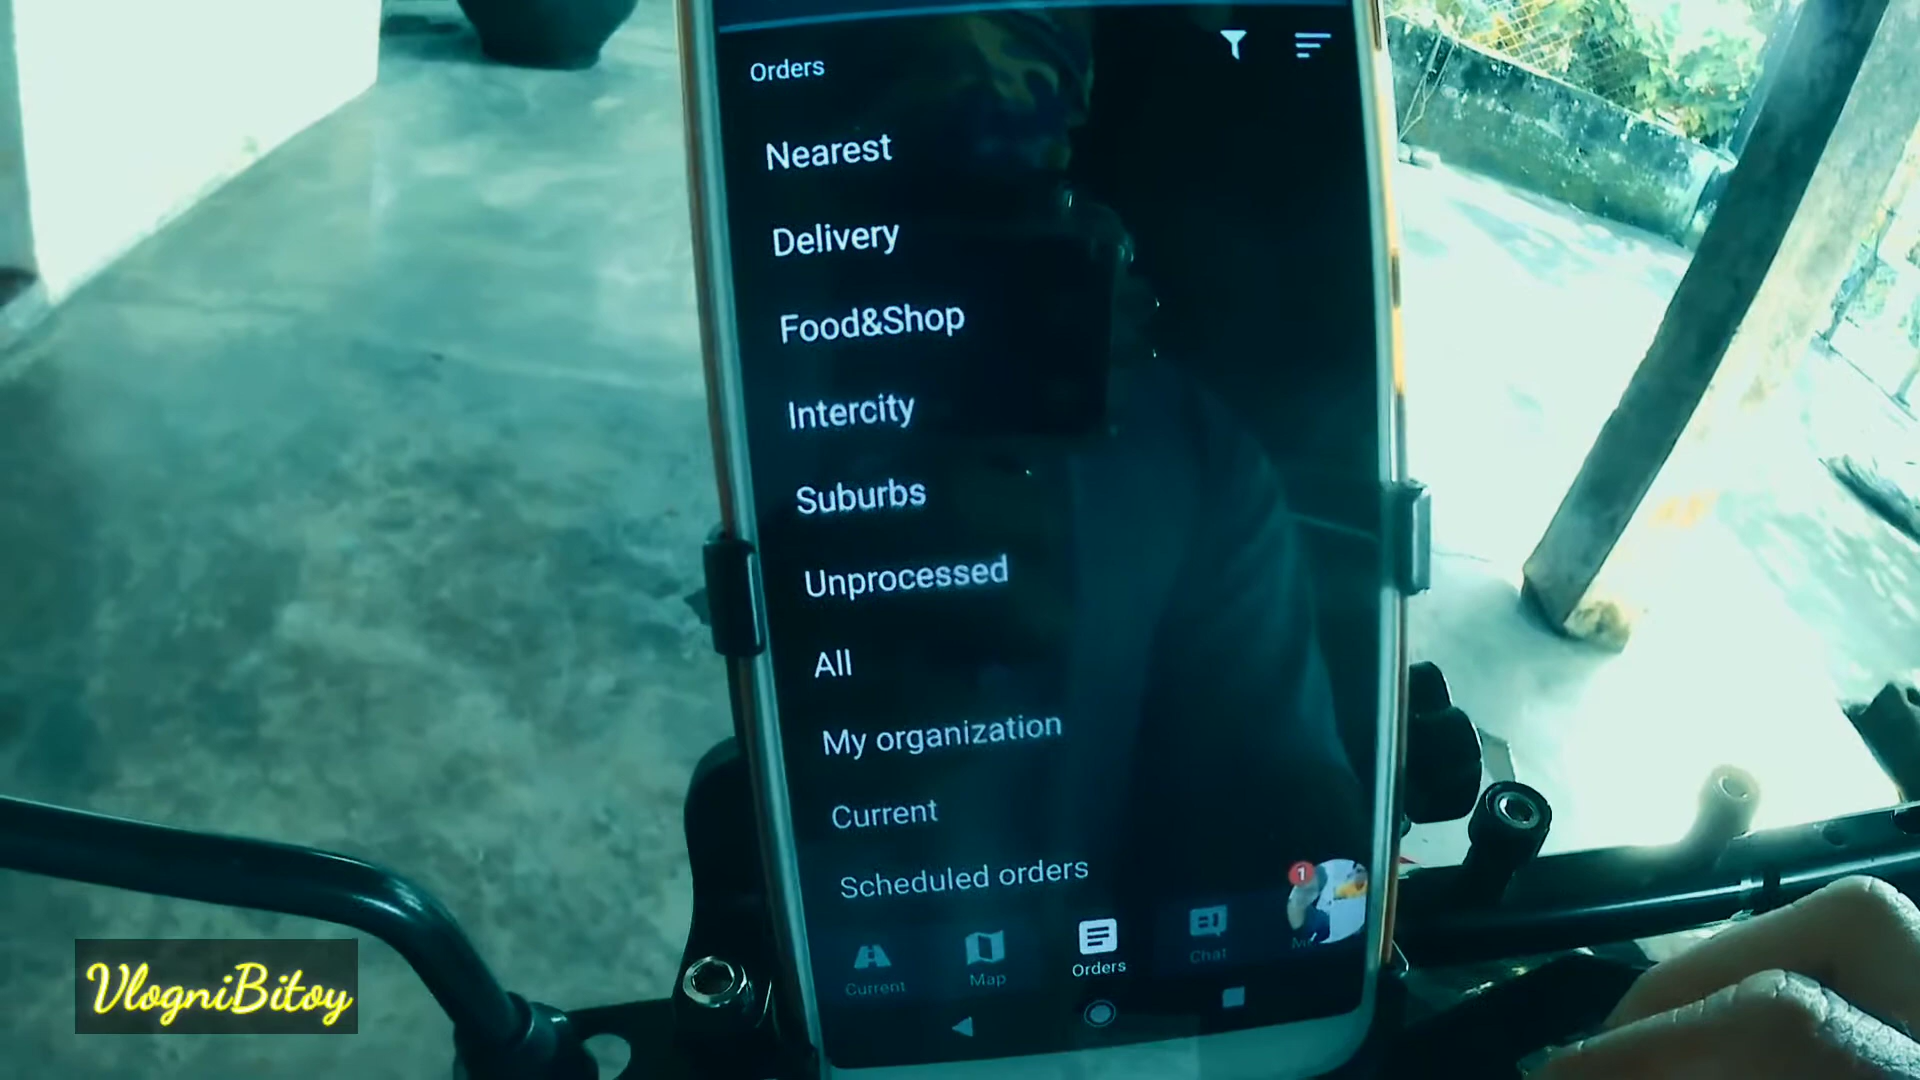 Orders
Nearest
Delivery
Food&Shop
Intercity
Suburbs
Unprocessed
All
My organization
Current
Scheduled orders
1
Current
Map
Orders
Chat
VlogniBitoy